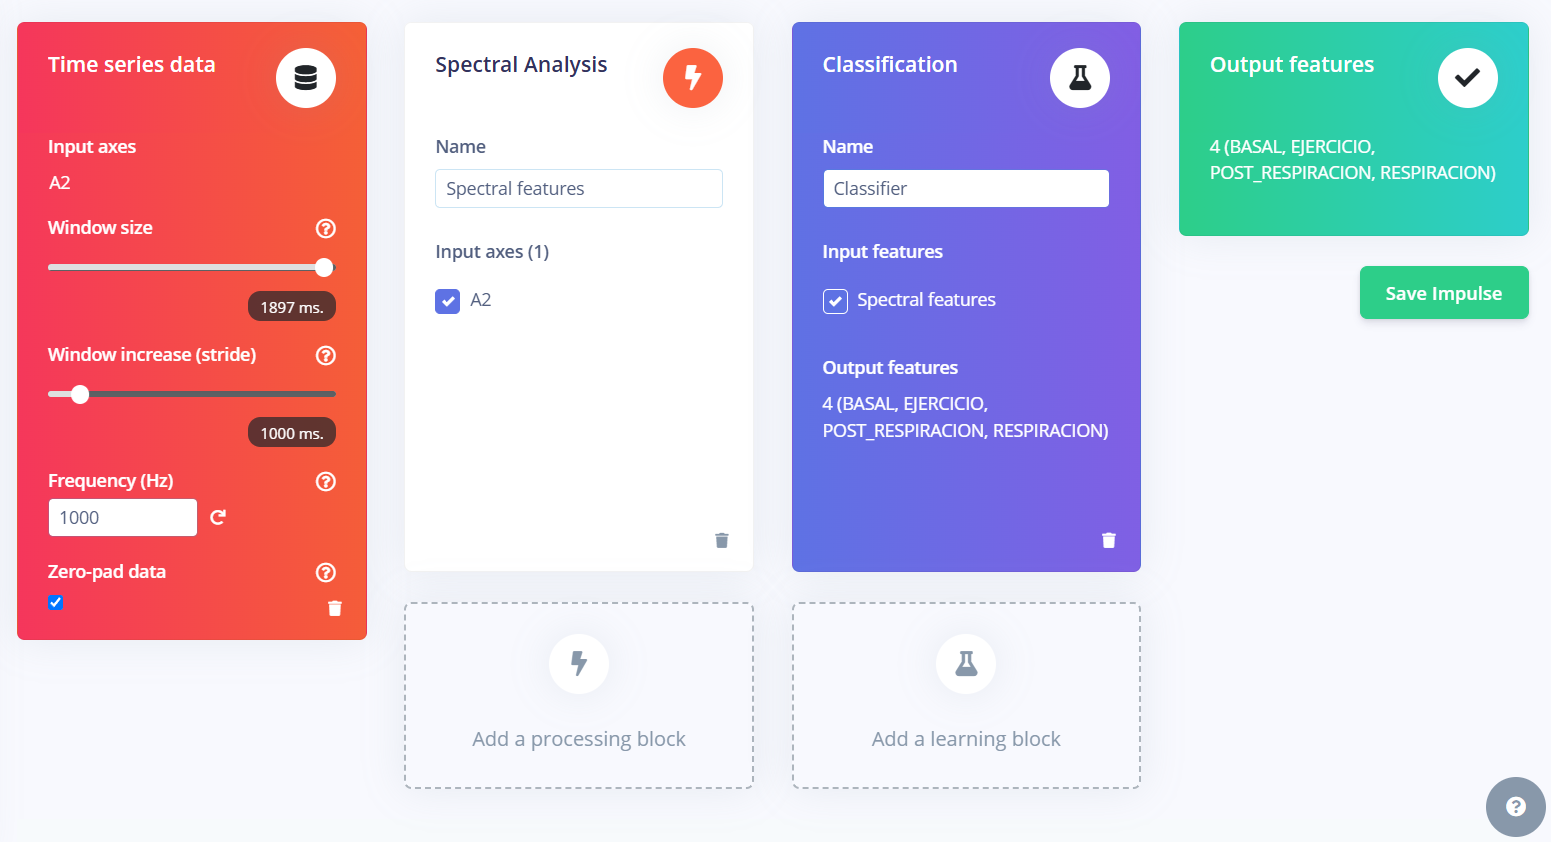 Time series data
Input axes
A2
Window size
1897 ms.
Window increase (stride)
1000 ms.
Frequency (Hz)
1000
Zero-pad data
Spectral Analysis
Name
Spectral features
Input axes (1)
A2
Add a processing block
Classification
Name
Classifier
Input features
Spectral features
Output features
4 (BASAL, EJERCICIO,
POST_RESPIRACION, RESPIRACION)
Add a learning block
Output features
4 (BASAL, EJERCICIO,
POST_RESPIRACION, RESPIRACION)
Save Impulse